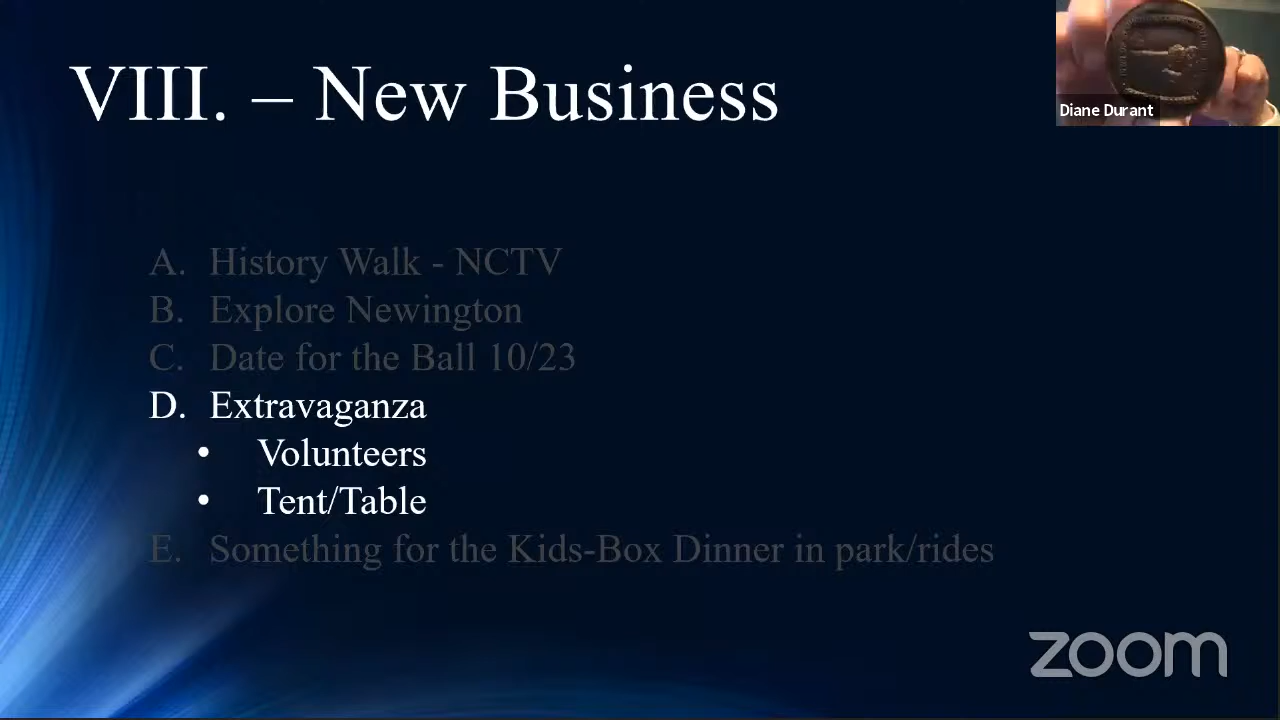 VIII. – New Business
Diane Durant
A. History Walk - NCTV
B. Explore Newington
C. Date for the Ball 10/23
D. Extravaganza
• Volunteers
• Tent/Table
E. Something for the Kids-Box Dinner in park/rides
zoom